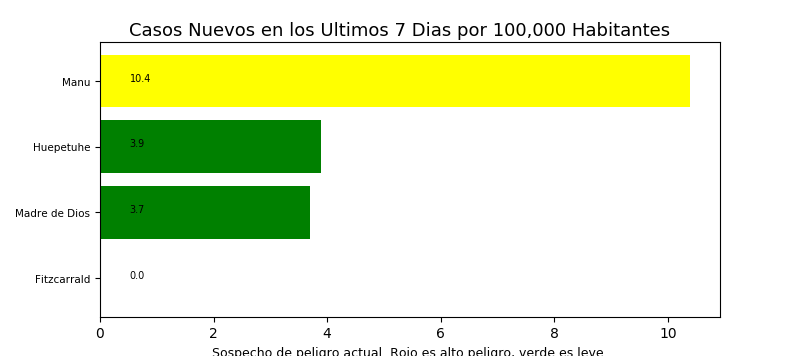 Casos Nuevos en los Ultimos 7 Dias por 100,000 Habitantes
Manu
10.4
Huepetuhe
3.9
Madre de Dios
3.7
Fitzcarrald
0.0
0 2 4 6 8 10
Sospecho de peligro actual. Rojo es alto peligro, verde es leve